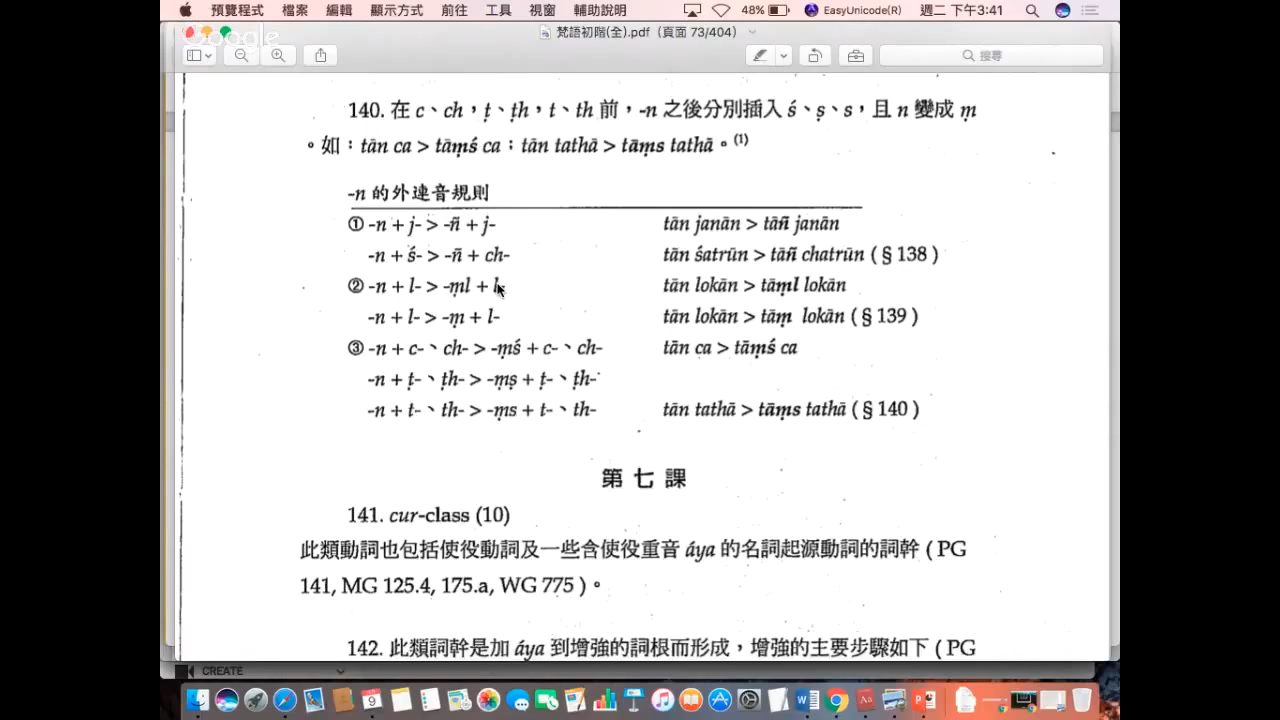 預覽程式 檔案 編輯 顯示方式 前往 工具 視窗 輔助說明 48% EasyUnicode(R) 週二 下午3:41
Google
梵語初階(全).pdf（頁面 73/404）
搜尋
140. 在 c、ch，ṭ、ṭh，t、th 前，-n 之後分別插入 ś、ṣ、s，且 n 變成 ṃ
。如：tān ca > tāṃś ca；tān tathā > tāṃs tathā。(1)
-n 的外連音規則
① -n + j- > -ñ + j- tān janān > tāñ janān
-n + ś- > -ñ + ch- tān śatrūn > tāñ chatrūn ( § 138 )
② -n + l- > -ṃl + l- tān lokān > tāṃl lokān
-n + l- > -ṃ + l- tān lokān > tāṃ lokān ( § 139 )
③ -n + c-、ch- > -ṃś + c-、ch- tān ca > tāṃś ca
-n + ṭ-、ṭh- > -ṃṣ + ṭ-、ṭh-
-n + t-、th- > -ṃs + t-、th- tān tathā > tāṃs tathā ( § 140 )
第 七 課
141. cur-class (10)
此類動詞也包括使役動詞及一些含使役重音 áya 的名詞起源動詞的詞幹 ( PG
141, MG 125.4, 175.a, WG 775 )。
142. 此類詞幹是加 áya 到增強的詞根而形成，增強的主要步驟如下 ( PG
CREATE